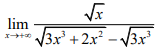 lim x→+∞ √x / (√(3x³ + 2x²) − √(3x³))